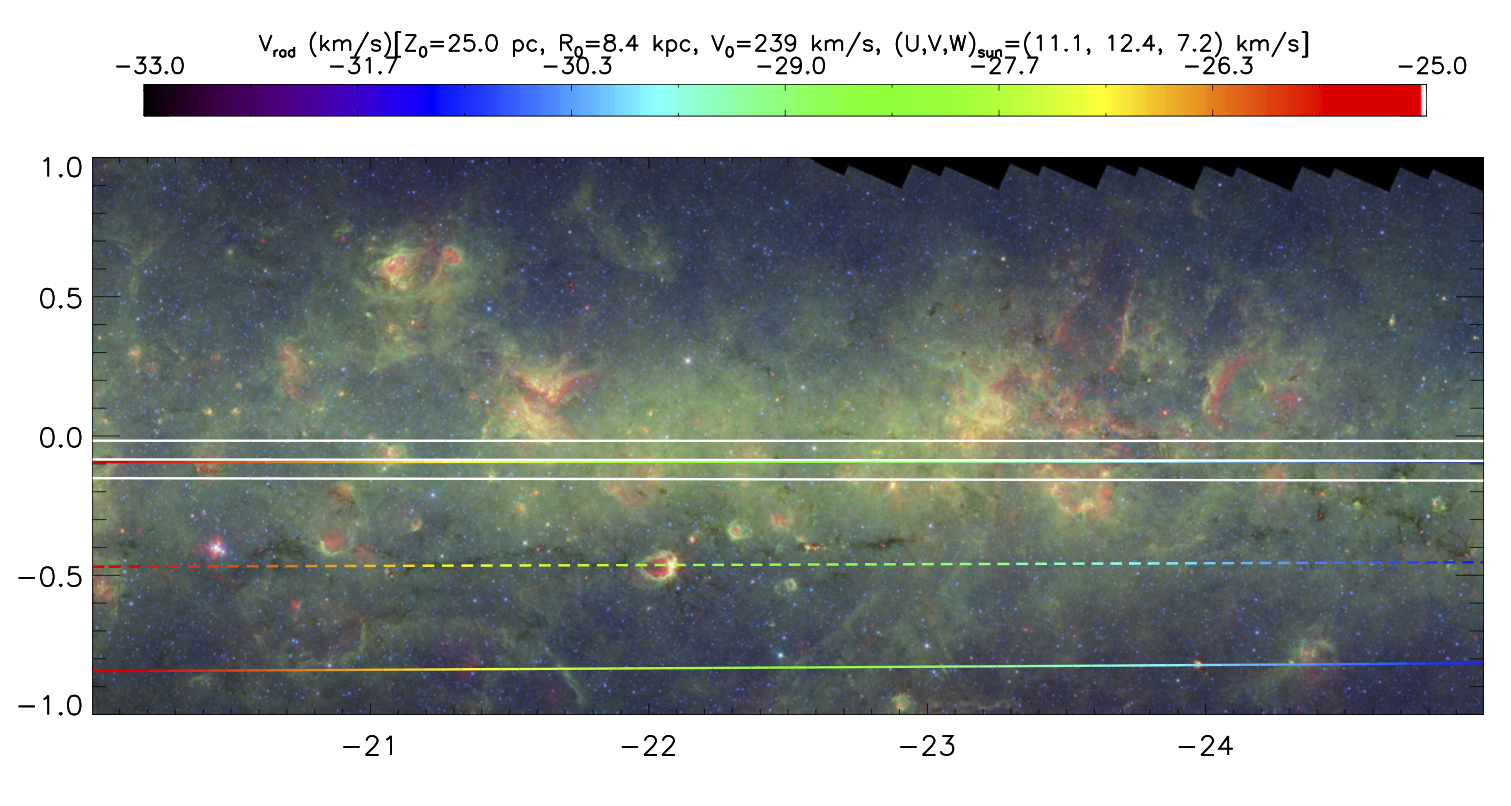 V_rad (km/s)[Z_0=25.0 pc, R_0=8.4 kpc, V_0=239 km/s, (U,V,W)_sun=(11.1, 12.4, 7.2) km/s]
−33.0 −31.7 −30.3 −29.0 −27.7 −26.3 −25.0
1.0
0.5
0.0
−0.5
−1.0
−21 −22 −23 −24